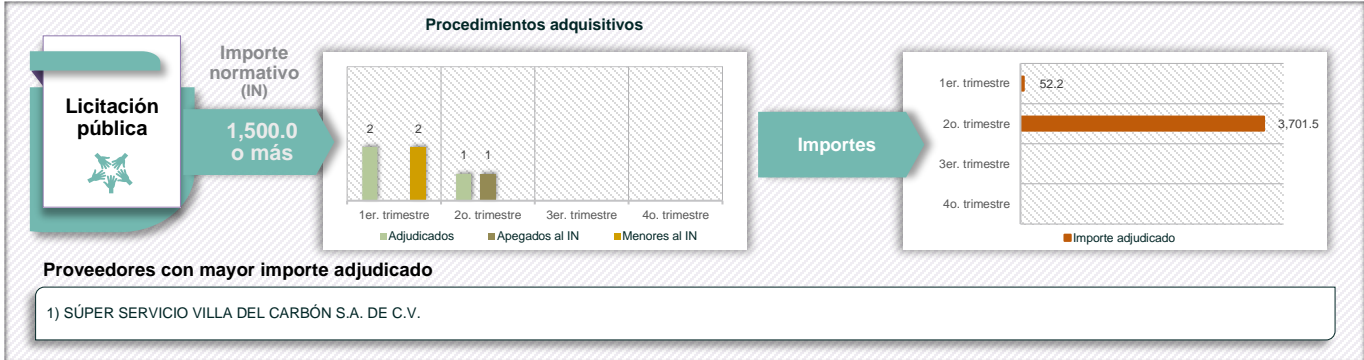 Procedimientos adquisitivos
Licitación
pública
Importe
normativo
(IN)
1,500.0
o más
2
2
1
1
1er. trimestre
2o. trimestre
3er. trimestre
4o. trimestre
Adjudicados
Apegados al IN
Menores al IN
Importes
1er. trimestre
52.2
2o. trimestre
3,701.5
3er. trimestre
4o. trimestre
Importe adjudicado
Proveedores con mayor importe adjudicado
1) SÚPER SERVICIO VILLA DEL CARBÓN S.A. DE C.V.